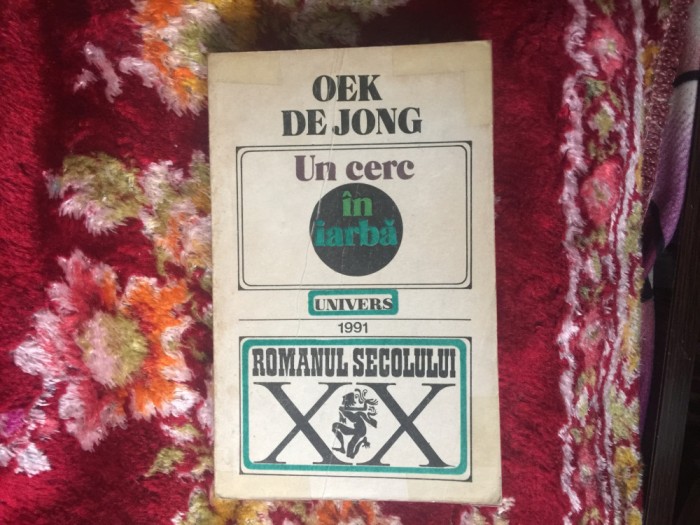 OEK
DE JONG
Un cerc
în
iarbă
UNIVERS
1991
ROMANUL SECOLULUI
XX